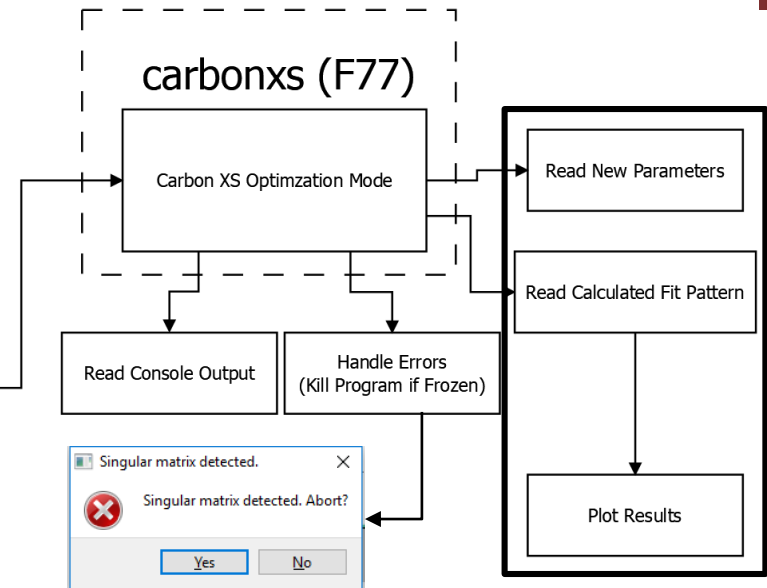 carbonxs (F77)
Carbon XS Optimzation Mode
Read New Parameters
Read Calculated Fit Pattern
Read Console Output
Handle Errors
(Kill Program if Frozen)
Singular matrix detected.
Singular matrix detected. Abort?
Yes
No
Plot Results